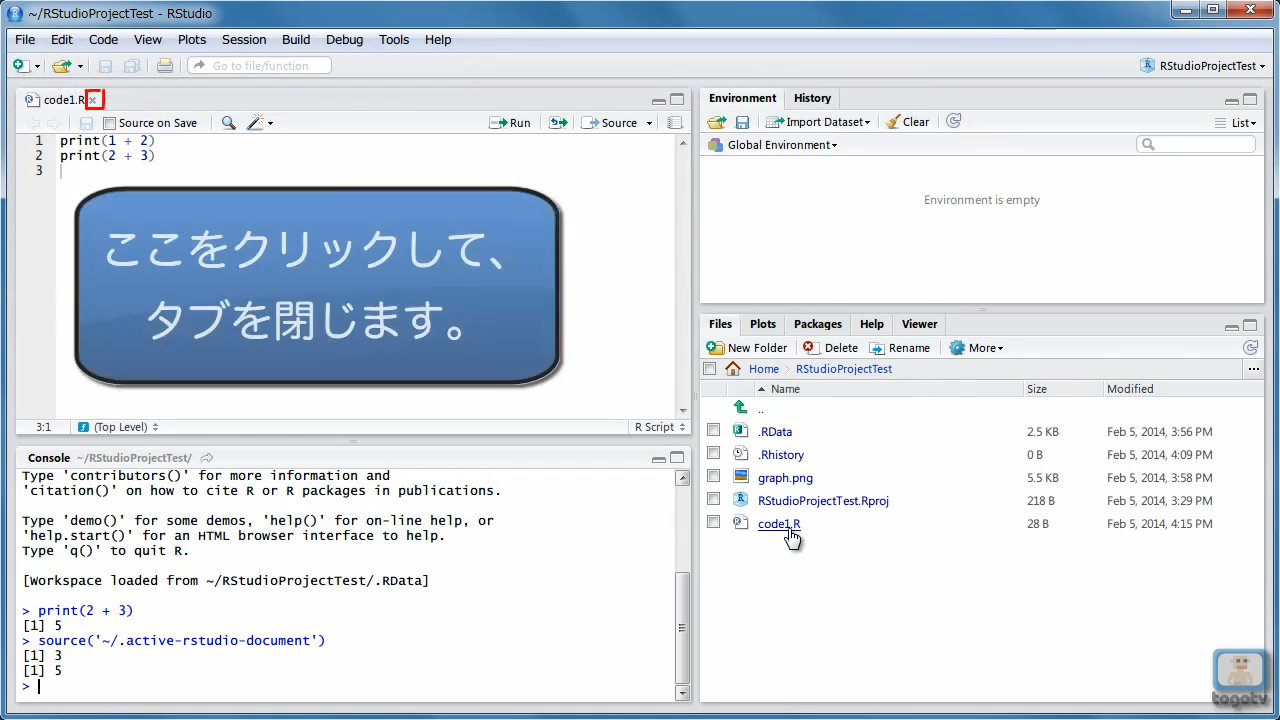 ~/RStudioProjectTest - RStudio
File Edit Code View Plots Session Build Debug Tools Help
Go to file/function
RStudioProjectTest
code1.R
Source on Save
Run
Source
1 print(1 + 2)
2 print(2 + 3)
3
ここをクリックして、
タブを閉じます。
3:1 (Top Level) R Script
Console ~/RStudioProjectTest/
Type 'contributors()' for more information and
'citation()' on how to cite R or R packages in publications.
Type 'demo()' for some demos, 'help()' for on-line help, or
'help.start()' for an HTML browser interface to help.
Type 'q()' to quit R.
[Workspace loaded from ~/RStudioProjectTest/.RData]
> print(2 + 3)
[1] 5
> source('~/.active-rstudio-document')
[1] 3
[1] 5
>
Environment History
Import Dataset Clear List
Global Environment
Environment is empty
Files Plots Packages Help Viewer
New Folder Delete Rename More
Home RStudioProjectTest ...
Name Size Modified
..
.RData 2.5 KB Feb 5, 2014, 3:56 PM
.Rhistory 0 B Feb 5, 2014, 4:09 PM
graph.png 5.5 KB Feb 5, 2014, 3:58 PM
RStudioProjectTest.Rproj 218 B Feb 5, 2014, 3:29 PM
code1.R 28 B Feb 5, 2014, 4:15 PM
togotv